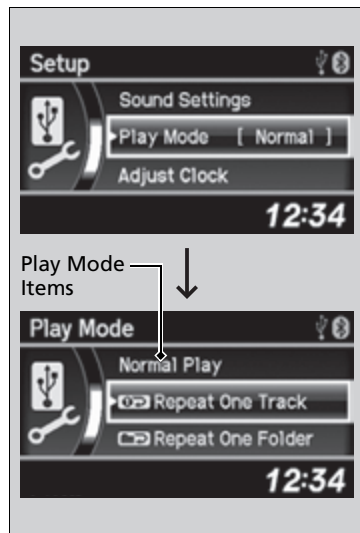 Setup
Sound Settings
Play Mode [ Normal ]
Adjust Clock
12:34
Play Mode
Items
Play Mode
Normal Play
Repeat One Track
Repeat One Folder
12:34